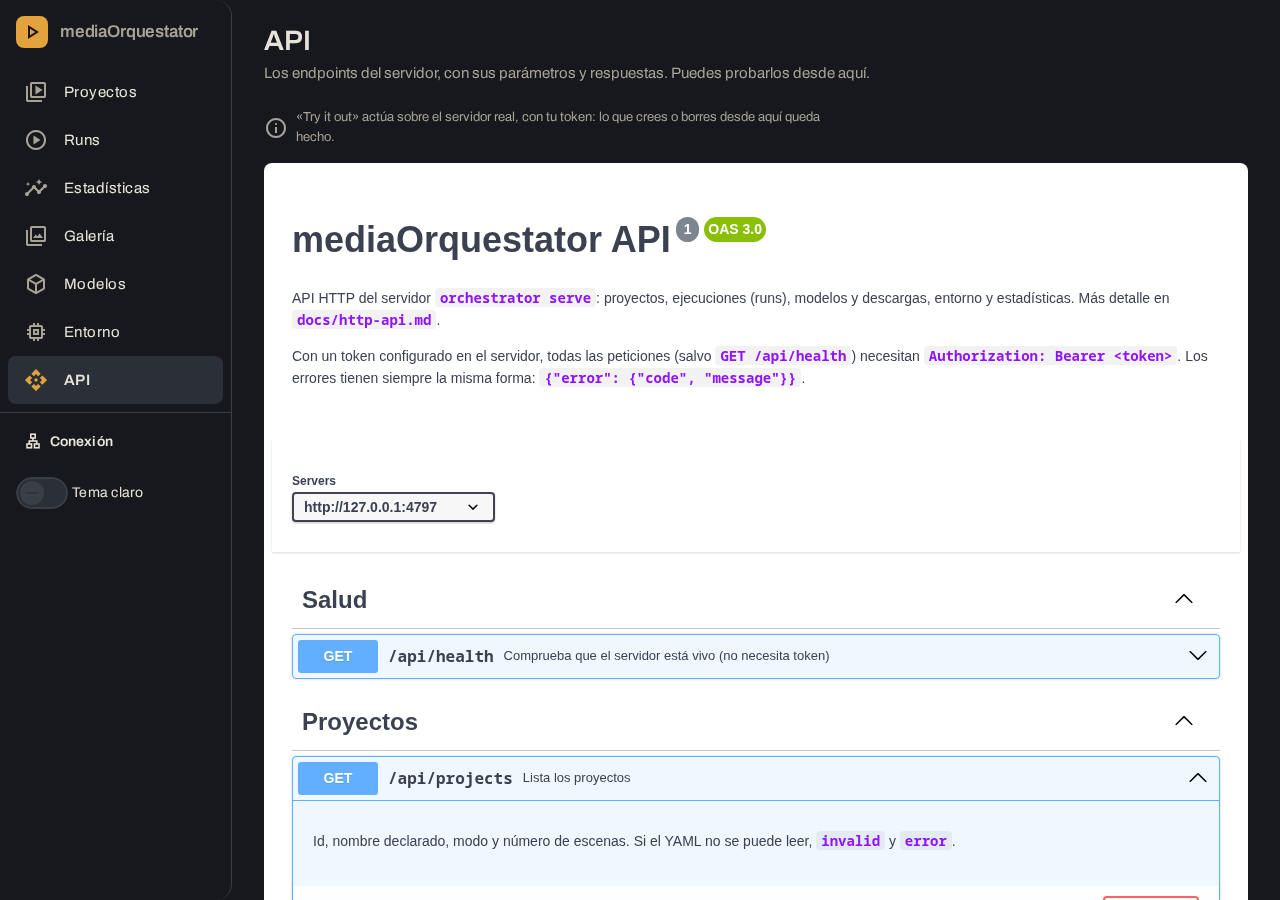 mediaOrquestator
Proyectos
Runs
Estadísticas
Galería
Modelos
Entorno
API
Conexión
Tema claro
API
Los endpoints del servidor, con sus parámetros y respuestas. Puedes probarlos desde aquí.
«Try it out» actúa sobre el servidor real, con tu token: lo que crees o borres desde aquí queda
hecho.
mediaOrquestator API 1 OAS 3.0
API HTTP del servidor orchestrator serve : proyectos, ejecuciones (runs), modelos y descargas, entorno y estadísticas. Más detalle en
docs/http-api.md .
Con un token configurado en el servidor, todas las peticiones (salvo GET /api/health ) necesitan Authorization: Bearer <token> . Los
errores tienen siempre la misma forma: {"error": {"code", "message"}} .
Servers
http://127.0.0.1:4797
Salud
GET /api/health Comprueba que el servidor está vivo (no necesita token)
Proyectos
GET /api/projects Lista los proyectos
Id, nombre declarado, modo y número de escenas. Si el YAML no se puede leer, invalid y error .